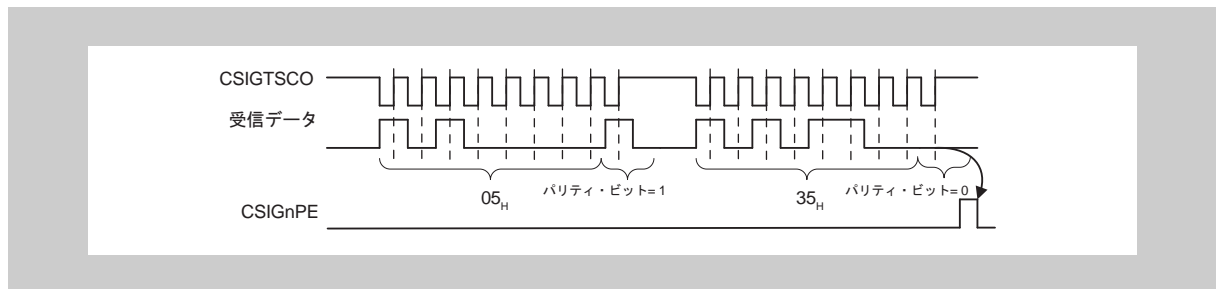 CSIGTSCO
受信データ
05H
パリティ・ビット= 1
35H
パリティ・ビット= 0
CSIGnPE